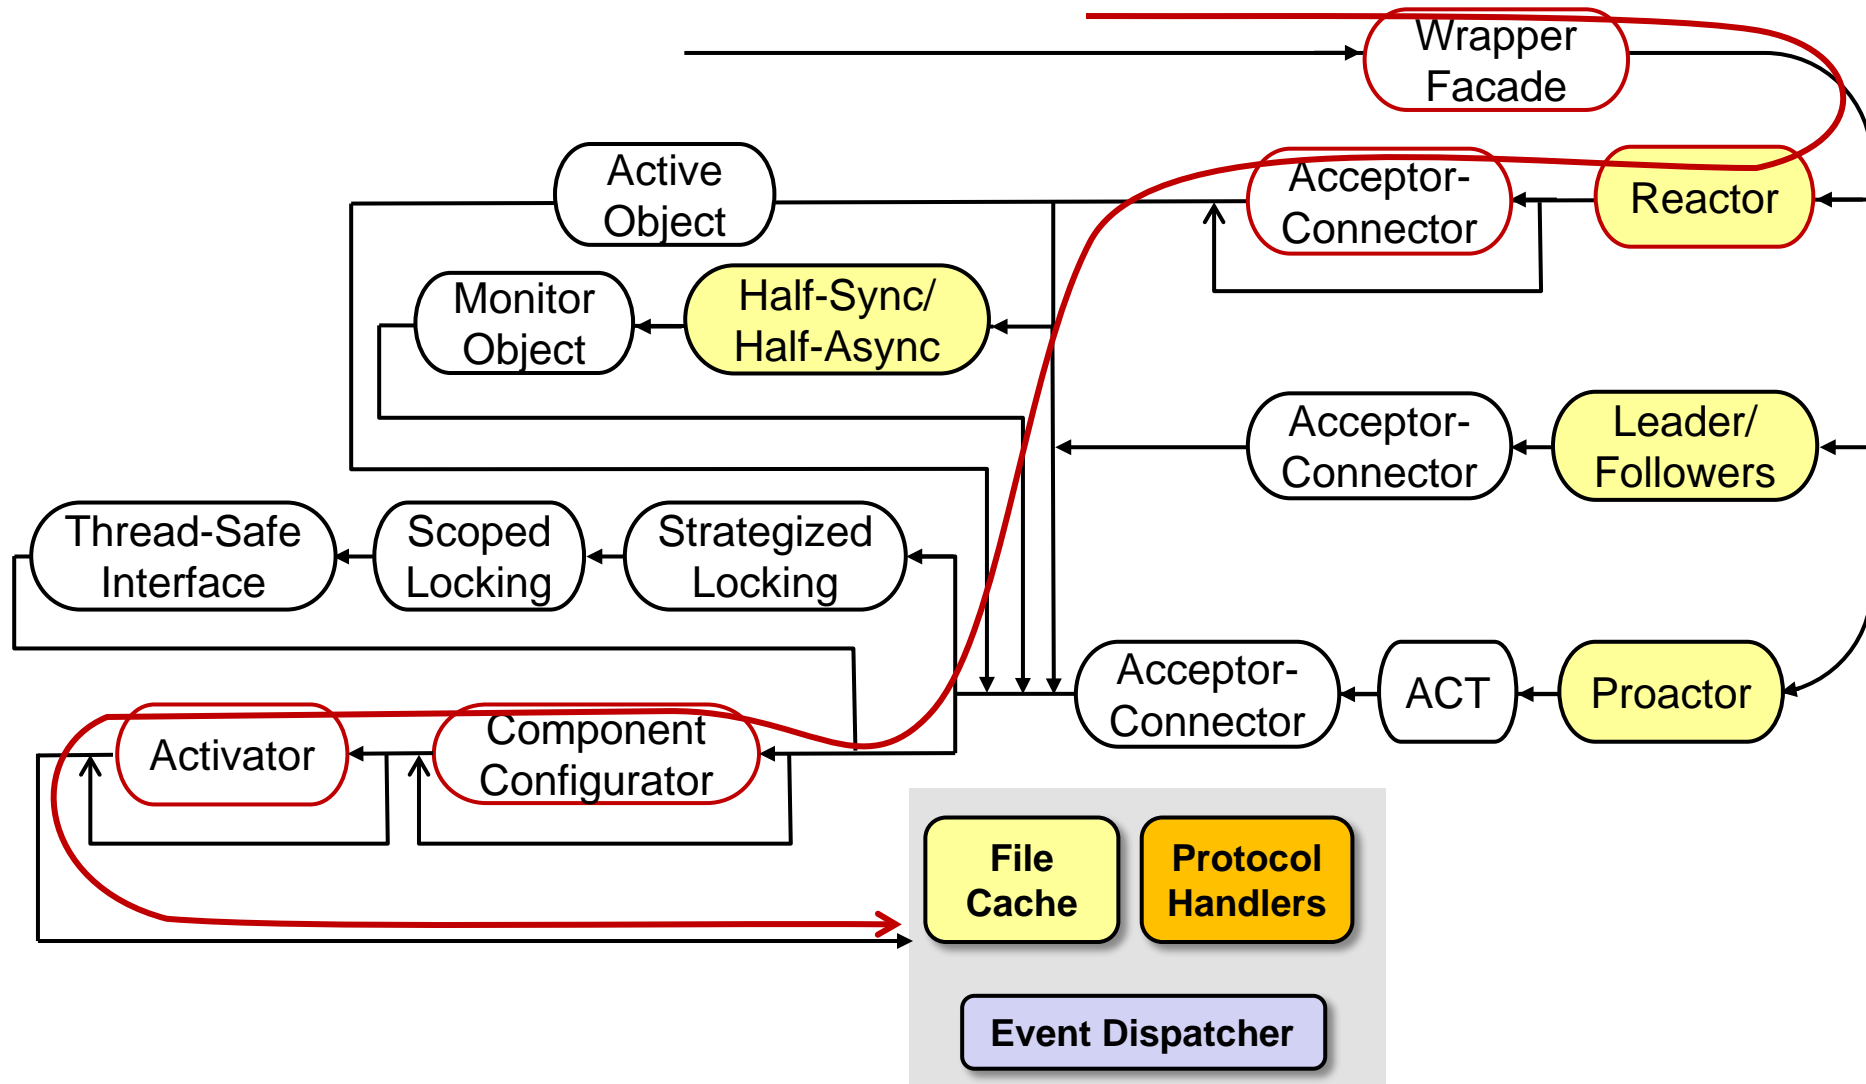 Wrapper
Facade
Active
Object
Acceptor-
Connector
Reactor
Monitor
Object
Half-Sync/
Half-Async
Acceptor-
Connector
Leader/
Followers
Thread-Safe
Interface
Scoped
Locking
Strategized
Locking
Acceptor-
Connector
ACT
Proactor
Activator
Component
Configurator
File
Cache
Protocol
Handlers
Event Dispatcher